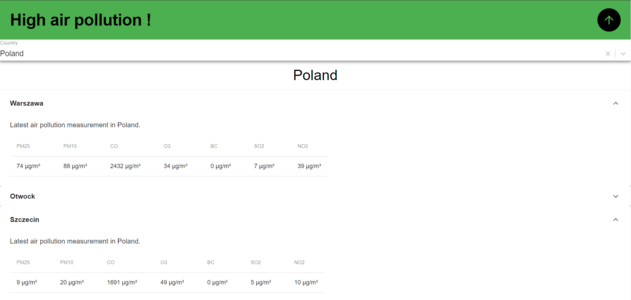 High air pollution !
Country
Poland
Poland
Warszawa
Latest air pollution measurement in Poland.
PM25 PM10 CO O3 BC SO2 NO2
74 µg/m³ 88 µg/m³ 2432 µg/m³ 34 µg/m³ 0 µg/m³ 7 µg/m³ 39 µg/m³
Otwock
Szczecin
Latest air pollution measurement in Poland.
PM25 PM10 CO O3 BC SO2 NO2
9 µg/m³ 20 µg/m³ 1691 µg/m³ 49 µg/m³ 0 µg/m³ 5 µg/m³ 10 µg/m³